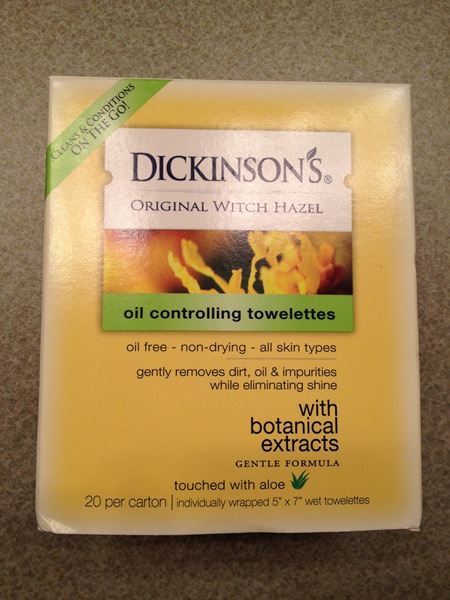 CLEANS & CONDITIONS
ON THE GO!
DICKINSON'S®
ORIGINAL WITCH HAZEL
oil controlling towelettes
oil free - non-drying - all skin types
gently removes dirt, oil & impurities
while eliminating shine
with
botanical
extracts
GENTLE FORMULA
touched with aloe
20 per carton | individually wrapped 5" x 7" wet towelettes